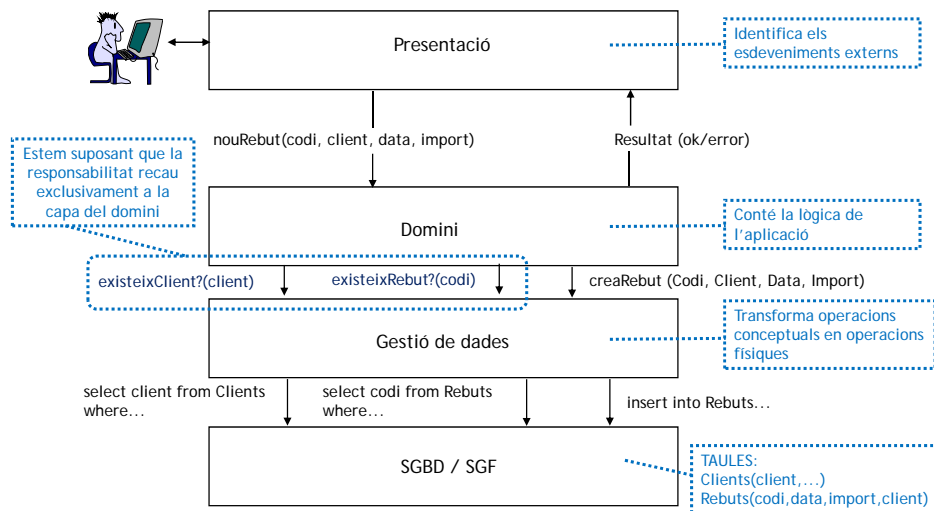 Presentació
Identifica els
esdeveniments externs
nouRebut(codi, client, data, import)
Resultat (ok/error)
Estem suposant que la
responsabilitat recau
exclusivament a la
capa del domini
Domini
Conté la lògica de
l'aplicació
existeixClient?(client)
existeixRebut?(codi)
creaRebut (Codi, Client, Data, Import)
Gestió de dades
Transforma operacions
conceptuals en operacions
físiques
select client from Clients
where...
select codi from Rebuts
where...
insert into Rebuts...
SGBD / SGF
TAULES:
Clients(client,...)
Rebuts(codi,data,import,client)